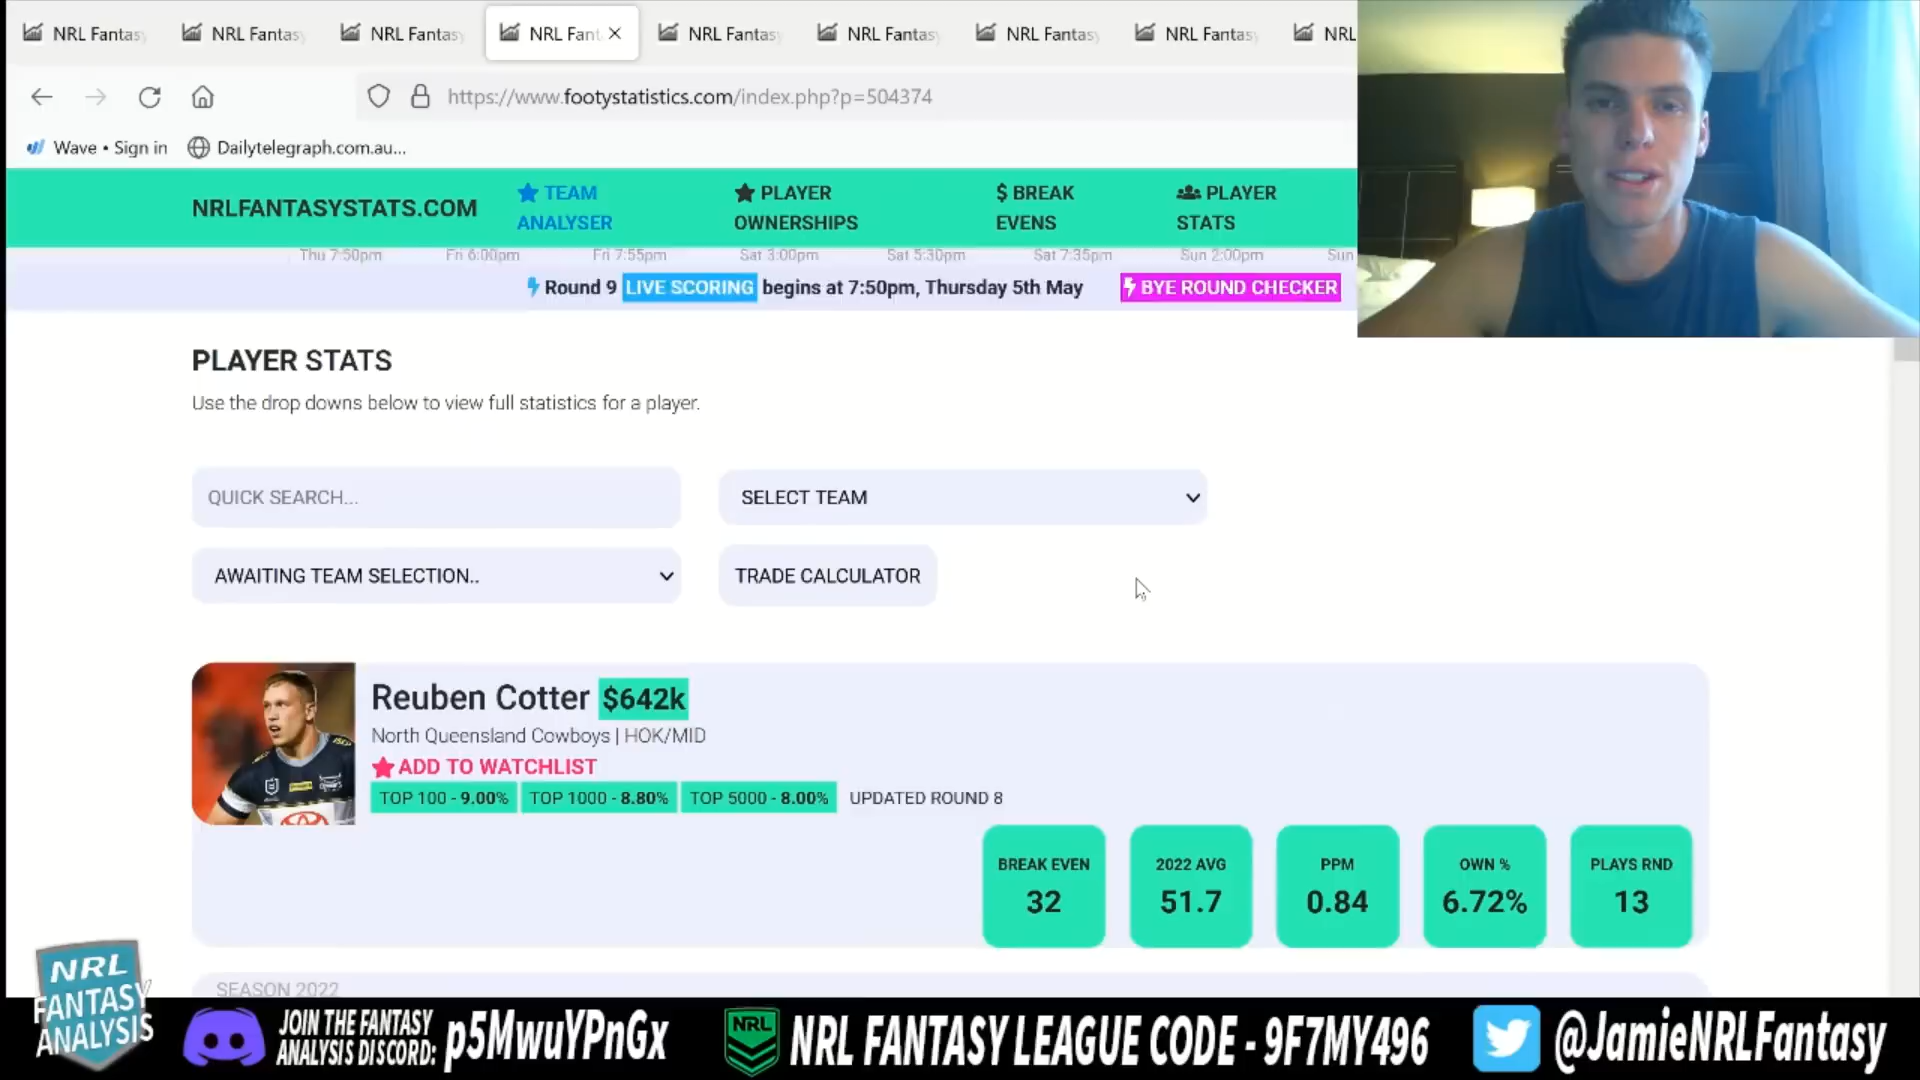 NRL Fantas
NRL Fantas
NRL Fantas
NRL Fant
NRL Fantas
NRL Fantas
NRL Fantas
NRL Fantas
NRL
https://www.footystatistics.com/index.php?p=504374
Wave • Sign in
Dailytelegraph.com.au...
NRLFANTASYSTATS.COM
TEAM
ANALYSER
PLAYER
OWNERSHIPS
$ BREAK
EVENS
PLAYER
STATS
Thu 7:50pm
Fri 6:00pm
Fri 7:55pm
Sat 3:00pm
Sat 5:30pm
Sat 7:35pm
Sun 2:00pm
Sun
Round 9 LIVE SCORING begins at 7:50pm, Thursday 5th May
BYE ROUND CHECKER
PLAYER STATS
Use the drop downs below to view full statistics for a player.
QUICK SEARCH...
SELECT TEAM
AWAITING TEAM SELECTION..
TRADE CALCULATOR
Reuben Cotter $642k
North Queensland Cowboys | HOK/MID
ADD TO WATCHLIST
TOP 100 - 9.00%
TOP 1000 - 8.80%
TOP 5000 - 8.00%
UPDATED ROUND 8
BREAK EVEN
32
2022 AVG
51.7
PPM
0.84
OWN %
6.72%
PLAYS RND
13
SEASON 2022
NRL
FANTASY
ANALYSIS
JOIN THE FANTASY
ANALYSIS DISCORD:
p5MwuYPnGx
NRL
NRL FANTASY LEAGUE CODE - 9F7MY496
@JamieNRLFantasy